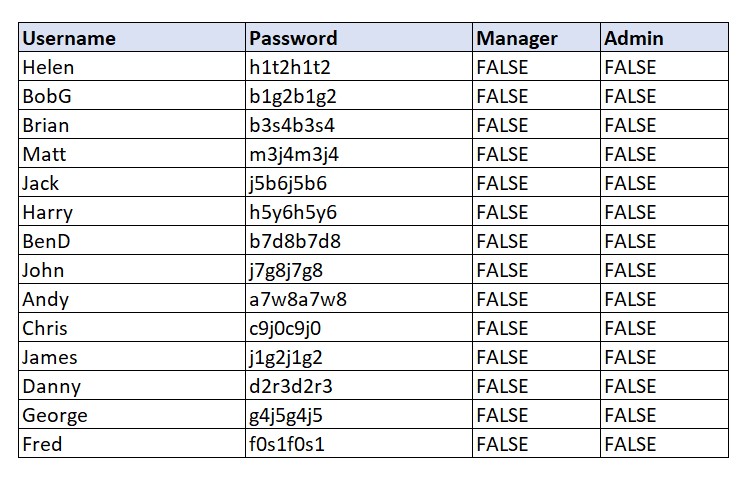 Username Password Manager Admin
Helen h1t2h1t2 FALSE FALSE
BobG b1g2b1g2 FALSE FALSE
Brian b3s4b3s4 FALSE FALSE
Matt m3j4m3j4 FALSE FALSE
Jack j5b6j5b6 FALSE FALSE
Harry h5y6h5y6 FALSE FALSE
BenD b7d8b7d8 FALSE FALSE
John j7g8j7g8 FALSE FALSE
Andy a7w8a7w8 FALSE FALSE
Chris c9j0c9j0 FALSE FALSE
James j1g2j1g2 FALSE FALSE
Danny d2r3d2r3 FALSE FALSE
George g4j5g4j5 FALSE FALSE
Fred f0s1f0s1 FALSE FALSE